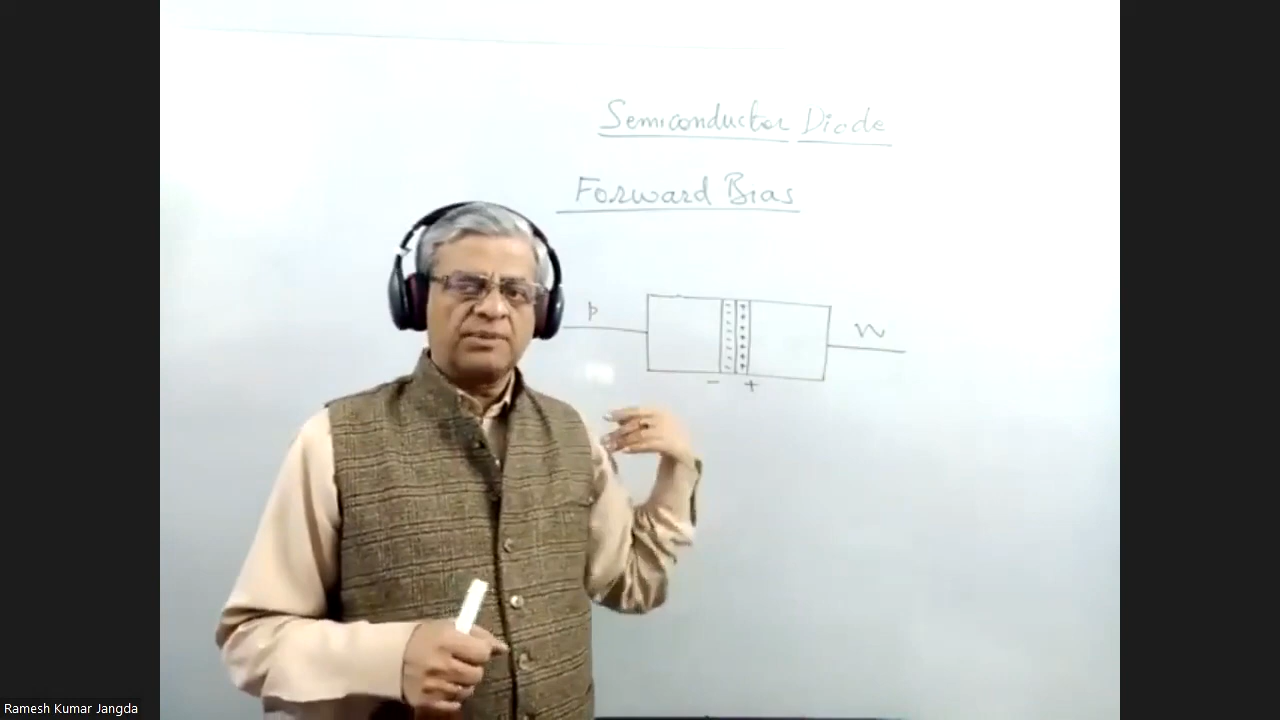 Semiconductor Diode
Forward Bias
p
n
- +
- +
- +
- +
- +
- +
- +
- +
Ramesh Kumar Jangda